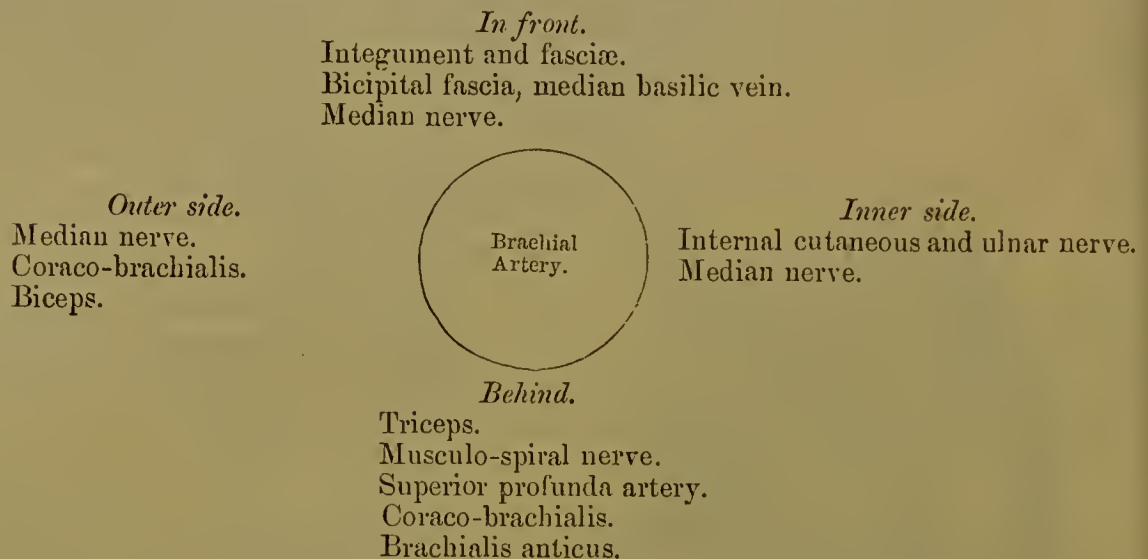 In front.
Integument and fasciæ.
Bicipital fascia, median basilic vein.
Median nerve.
Outer side.
Median nerve.
Coraco-brachialis.
Biceps.
Brachial
Artery.
Inner side.
Internal cutaneous and ulnar nerve.
Median nerve.
Behind.
Triceps.
Musculo-spiral nerve.
Superior profunda artery.
Coraco-brachialis.
Brachialis anticus.